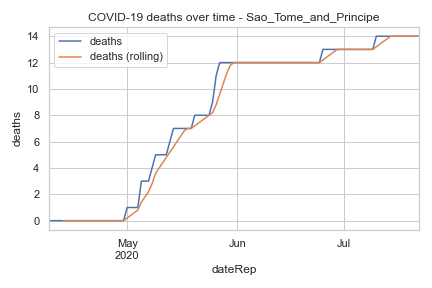 COVID-19 deaths over time - Sao_Tome_and_Principe
deaths
deaths (rolling)
14
12
10
8
6
4
2
0
deaths
May
2020
Jun
Jul
dateRep